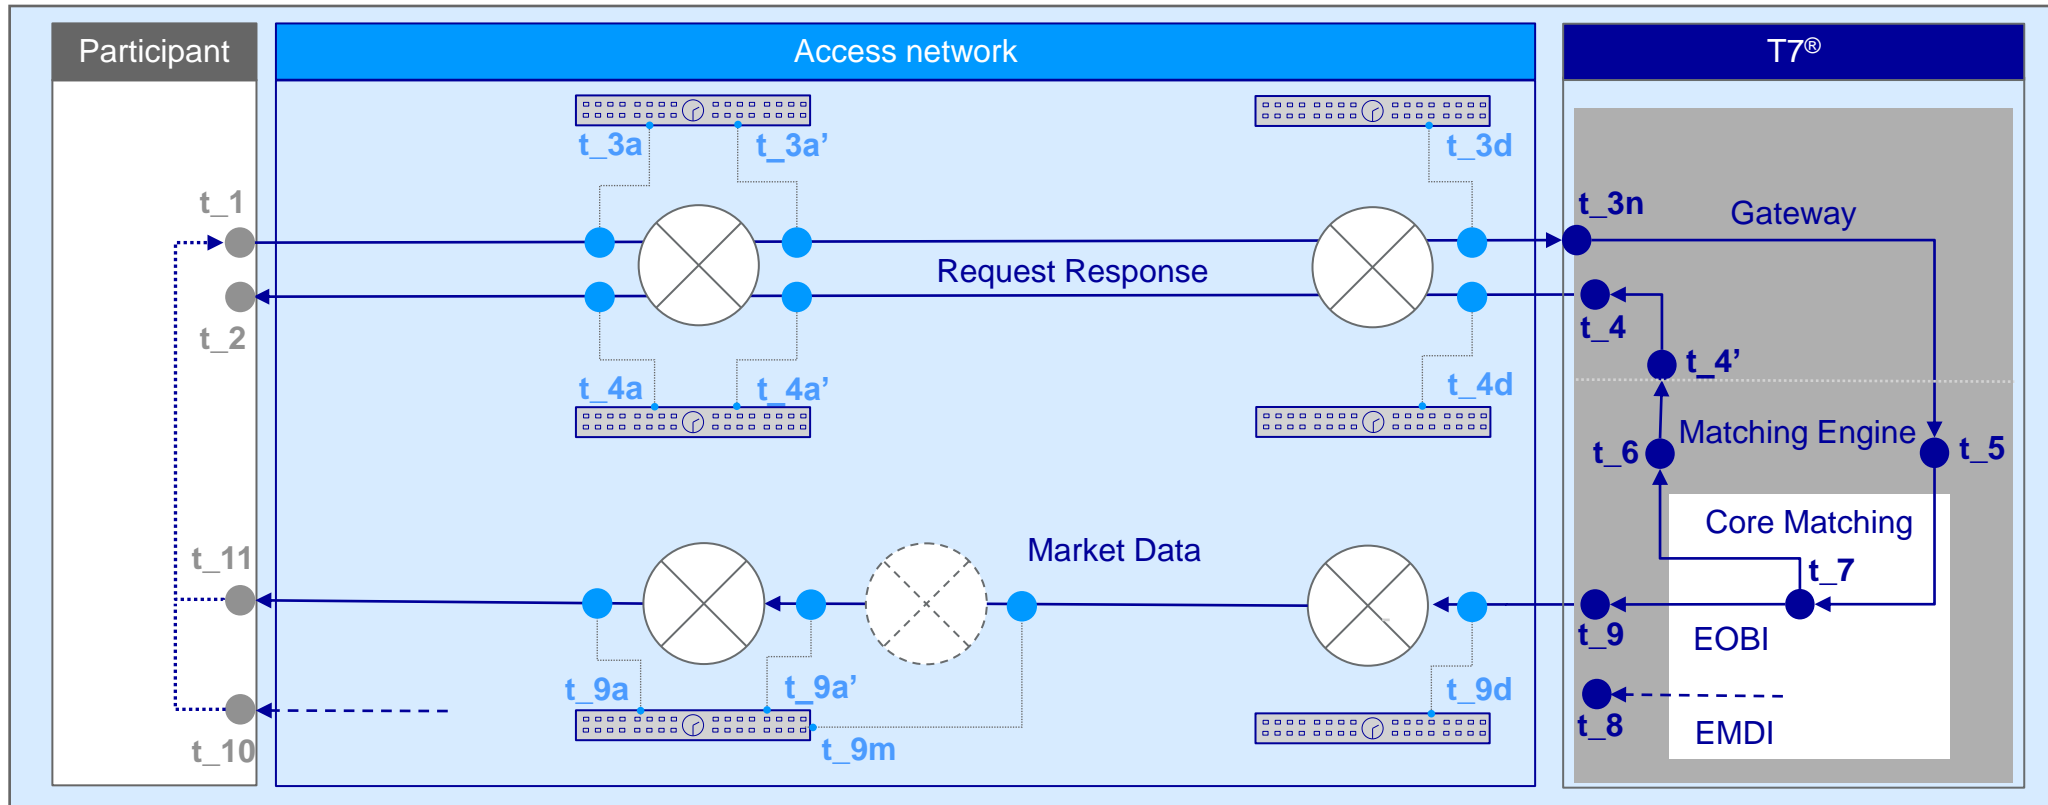 Participant
Access network
T7®
t_3a
t_3a’
t_3d
t_1
t_3n
Gateway
Request Response
t_2
t_4
t_4’
t_4a
t_4a’
t_4d
Matching Engine
t_6
t_5
Core Matching
t_11
Market Data
t_7
t_9
EOBI
t_9a
t_9a’
t_9d
t_10
t_9m
t_8
EMDI